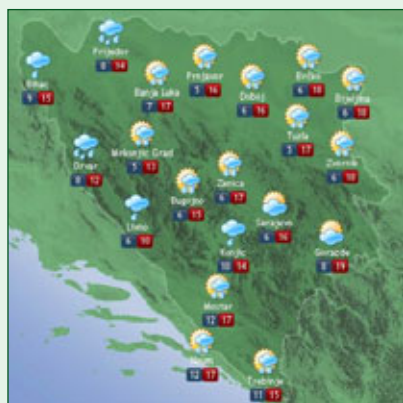 Prijedor
8 14
Bihać
9 15
Banja Luka
7 17
Prnjavor
5 16
Doboj
6 16
Brčko
6 18
Bijeljina
6 18
Tuzla
5 17
Zvornik
6 18
Drvar
8 12
Mrkonjić Grad
5 13
Zenica
6 17
Bugojno
6 15
Livno
6 10
Sarajevo
6 16
Konjic
10 14
Gorazde
8 19
Mostar
12 17
Neum
12 17
Trebinje
11 15